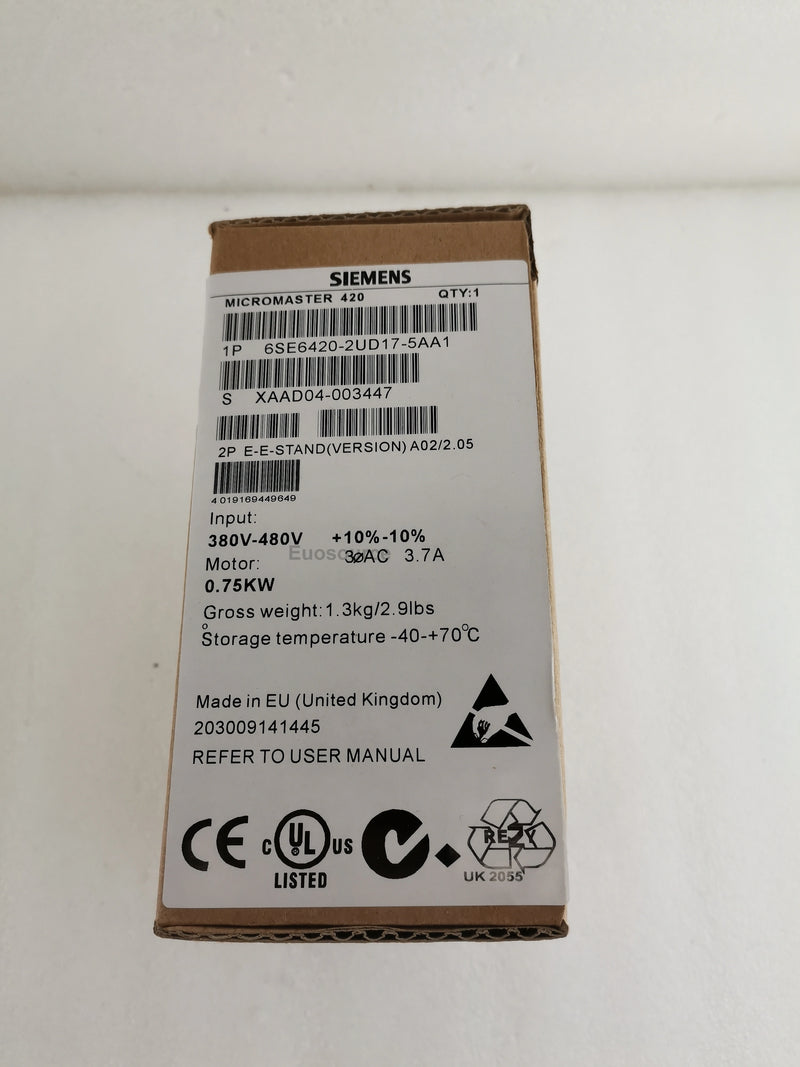 SIEMENS
MICROMASTER 420 QTY:1
1P 6SE6420-2UD17-5AA1
S XAAD04-003447
2P E-E-STAND(VERSION) A02/2.05
4 019169449649
Input:
380V-480V +10%-10%
Euosource
3øAC 3.7A
Motor:
0.75KW
Gross weight:1.3kg/2.9lbs
Storage temperature -40-+70°C
Made in EU (United Kingdom)
203009141445
REFER TO USER MANUAL
CE
C UL US
LISTED
RESY
UK 2055